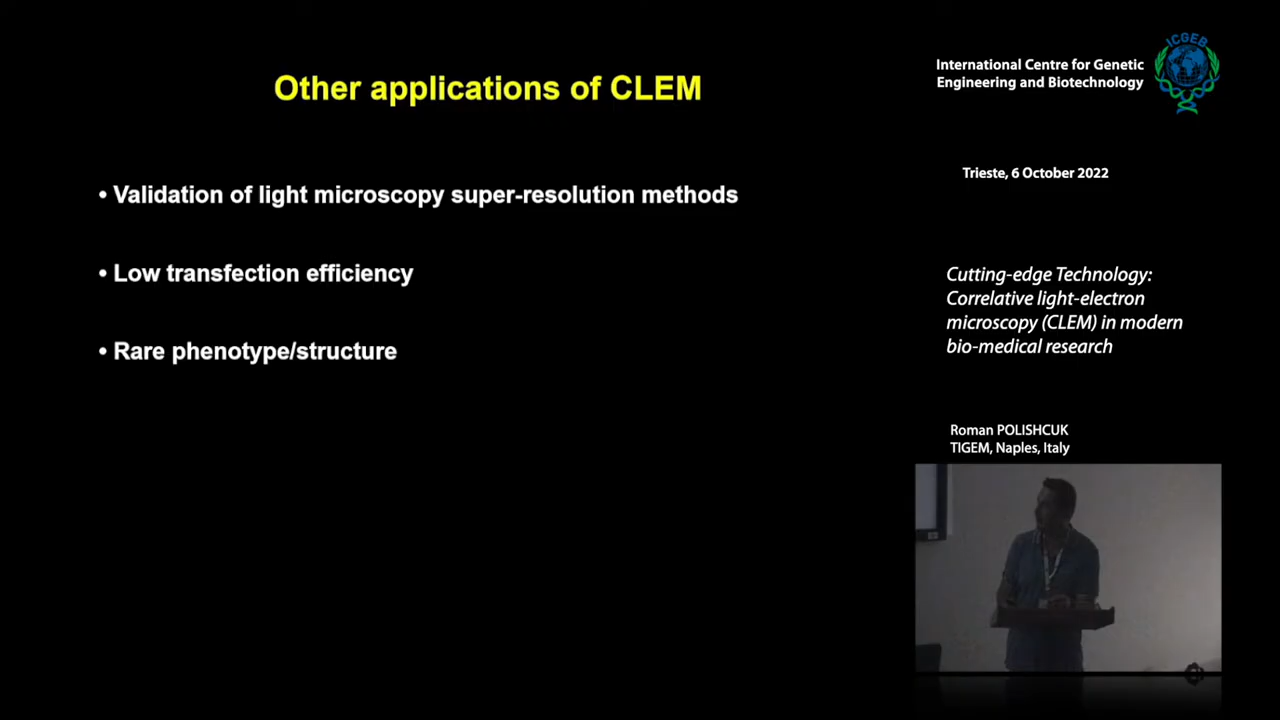 Other applications of CLEM
• Validation of light microscopy super-resolution methods
• Low transfection efficiency
• Rare phenotype/structure
International Centre for Genetic
Engineering and Biotechnology
ICGEB
Trieste, 6 October 2022
Cutting-edge Technology:
Correlative light-electron
microscopy (CLEM) in modern
bio-medical research
Roman POLISHCUK
TIGEM, Naples, Italy